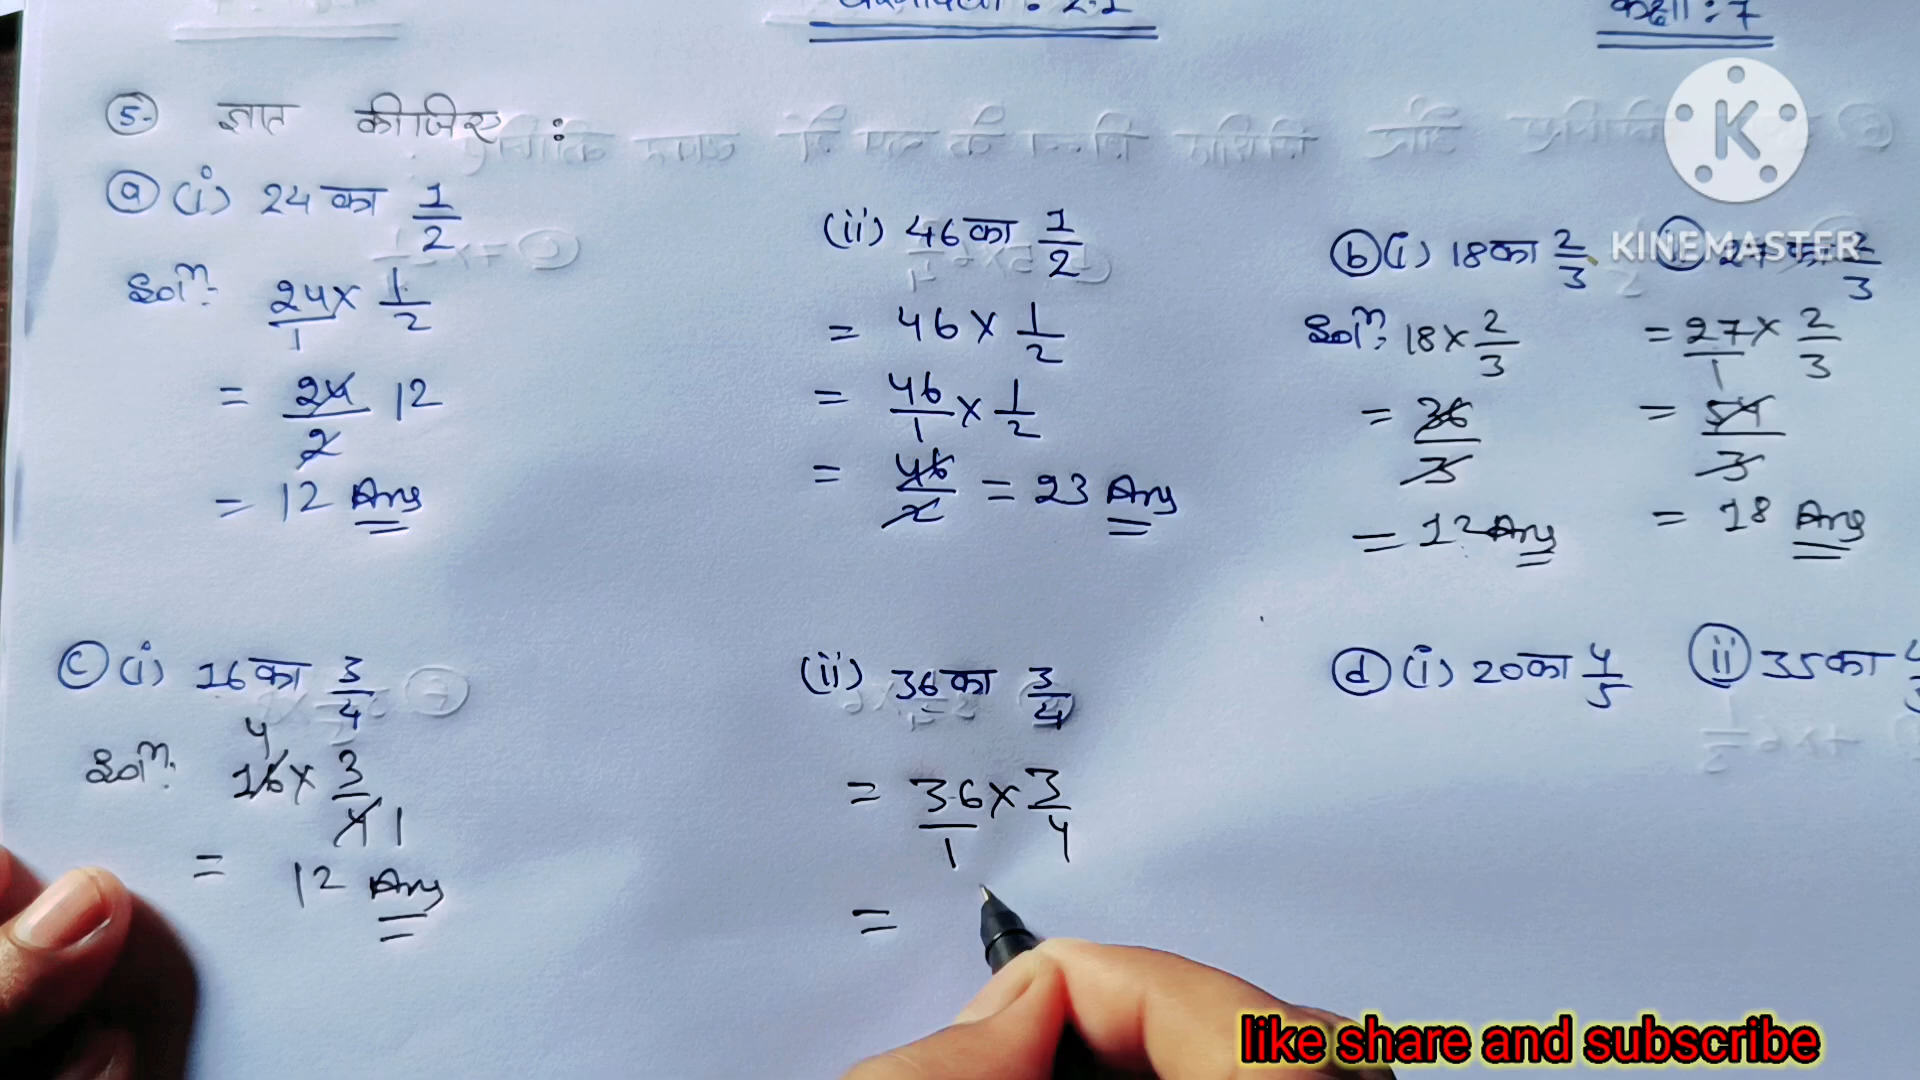 : 2.1
कक्षा : 7
5. ज्ञात कीजिए :
a (i) 24 का 1/2
Solⁿ: 24/1 × 1/2
= 24/2 12
= 12 Ans
(ii) 46 का 1/2
= 46 × 1/2
= 46/1 × 1/2
= 46/2 = 23 Ans
b (i) 18 का 2/3
Solⁿ: 18 × 2/3
= 36/3
= 12 Ans
ii 27 का 2/3
= 27/1 × 2/3
= 54/3
= 18 Ans
c (i) 16 का 3/4
Solⁿ: 4 16 × 3/4 1
= 12 Ans
(ii) 36 का 3/4
= 36/1 × 3/4
=
d (i) 20 का 4/5
ii 35 का
K
KINEMASTER
like share and subscribe